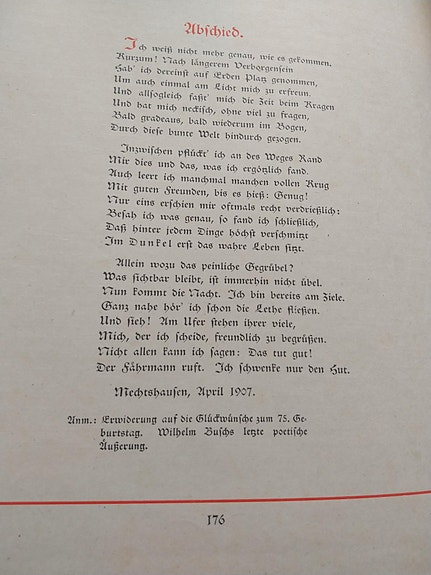 Abschied.
Ich weiß nicht mehr genau, wie es gekommen.
Kurzum! Nach längerem Verborgensein
Hab' ich dereinst auf Erden Platz genommen,
Um auch einmal am Licht mich zu erfreun.
Und allsogleich faßt' mich die Zeit beim Kragen
Und hat mich neckisch, ohne viel zu fragen,
Bald gradeaus, bald wiederum im Bogen,
Durch diese bunte Welt hindurch gezogen.
Inzwischen pflückt' ich an des Weges Rand
Mir dies und das, was ich ergötzlich fand.
Auch leert ich manchmal manchen vollen Krug
Mit guten Freunden, bis es hieß: Genug!
Nur eins erschien mir oftmals recht verdrießlich:
Besah ich was genau, so fand ich schließlich,
Daß hinter jedem Dinge höchst verschmitzt
Im Dunkel erst das wahre Leben sitzt.
Allein wozu das peinliche Gegrübel?
Was sichtbar bleibt, ist immerhin nicht übel.
Nun kommt die Nacht. Ich bin bereits am Ziele.
Ganz nahe hör' ich schon die Lethe fließen.
Und sieh! Am Ufer stehen ihrer viele,
Mich, der ich scheide, freundlich zu begrüßen.
Nicht allen kann ich sagen: Das tut gut!
Der Fährmann ruft. Ich schwenke nur den Hut.
Mechtshausen, April 1907.
Anm.: Erwiderung auf die Glückwünsche zum 75. Ge-
burtstag. Wilhelm Buschs letzte poetische
Äußerung.
176